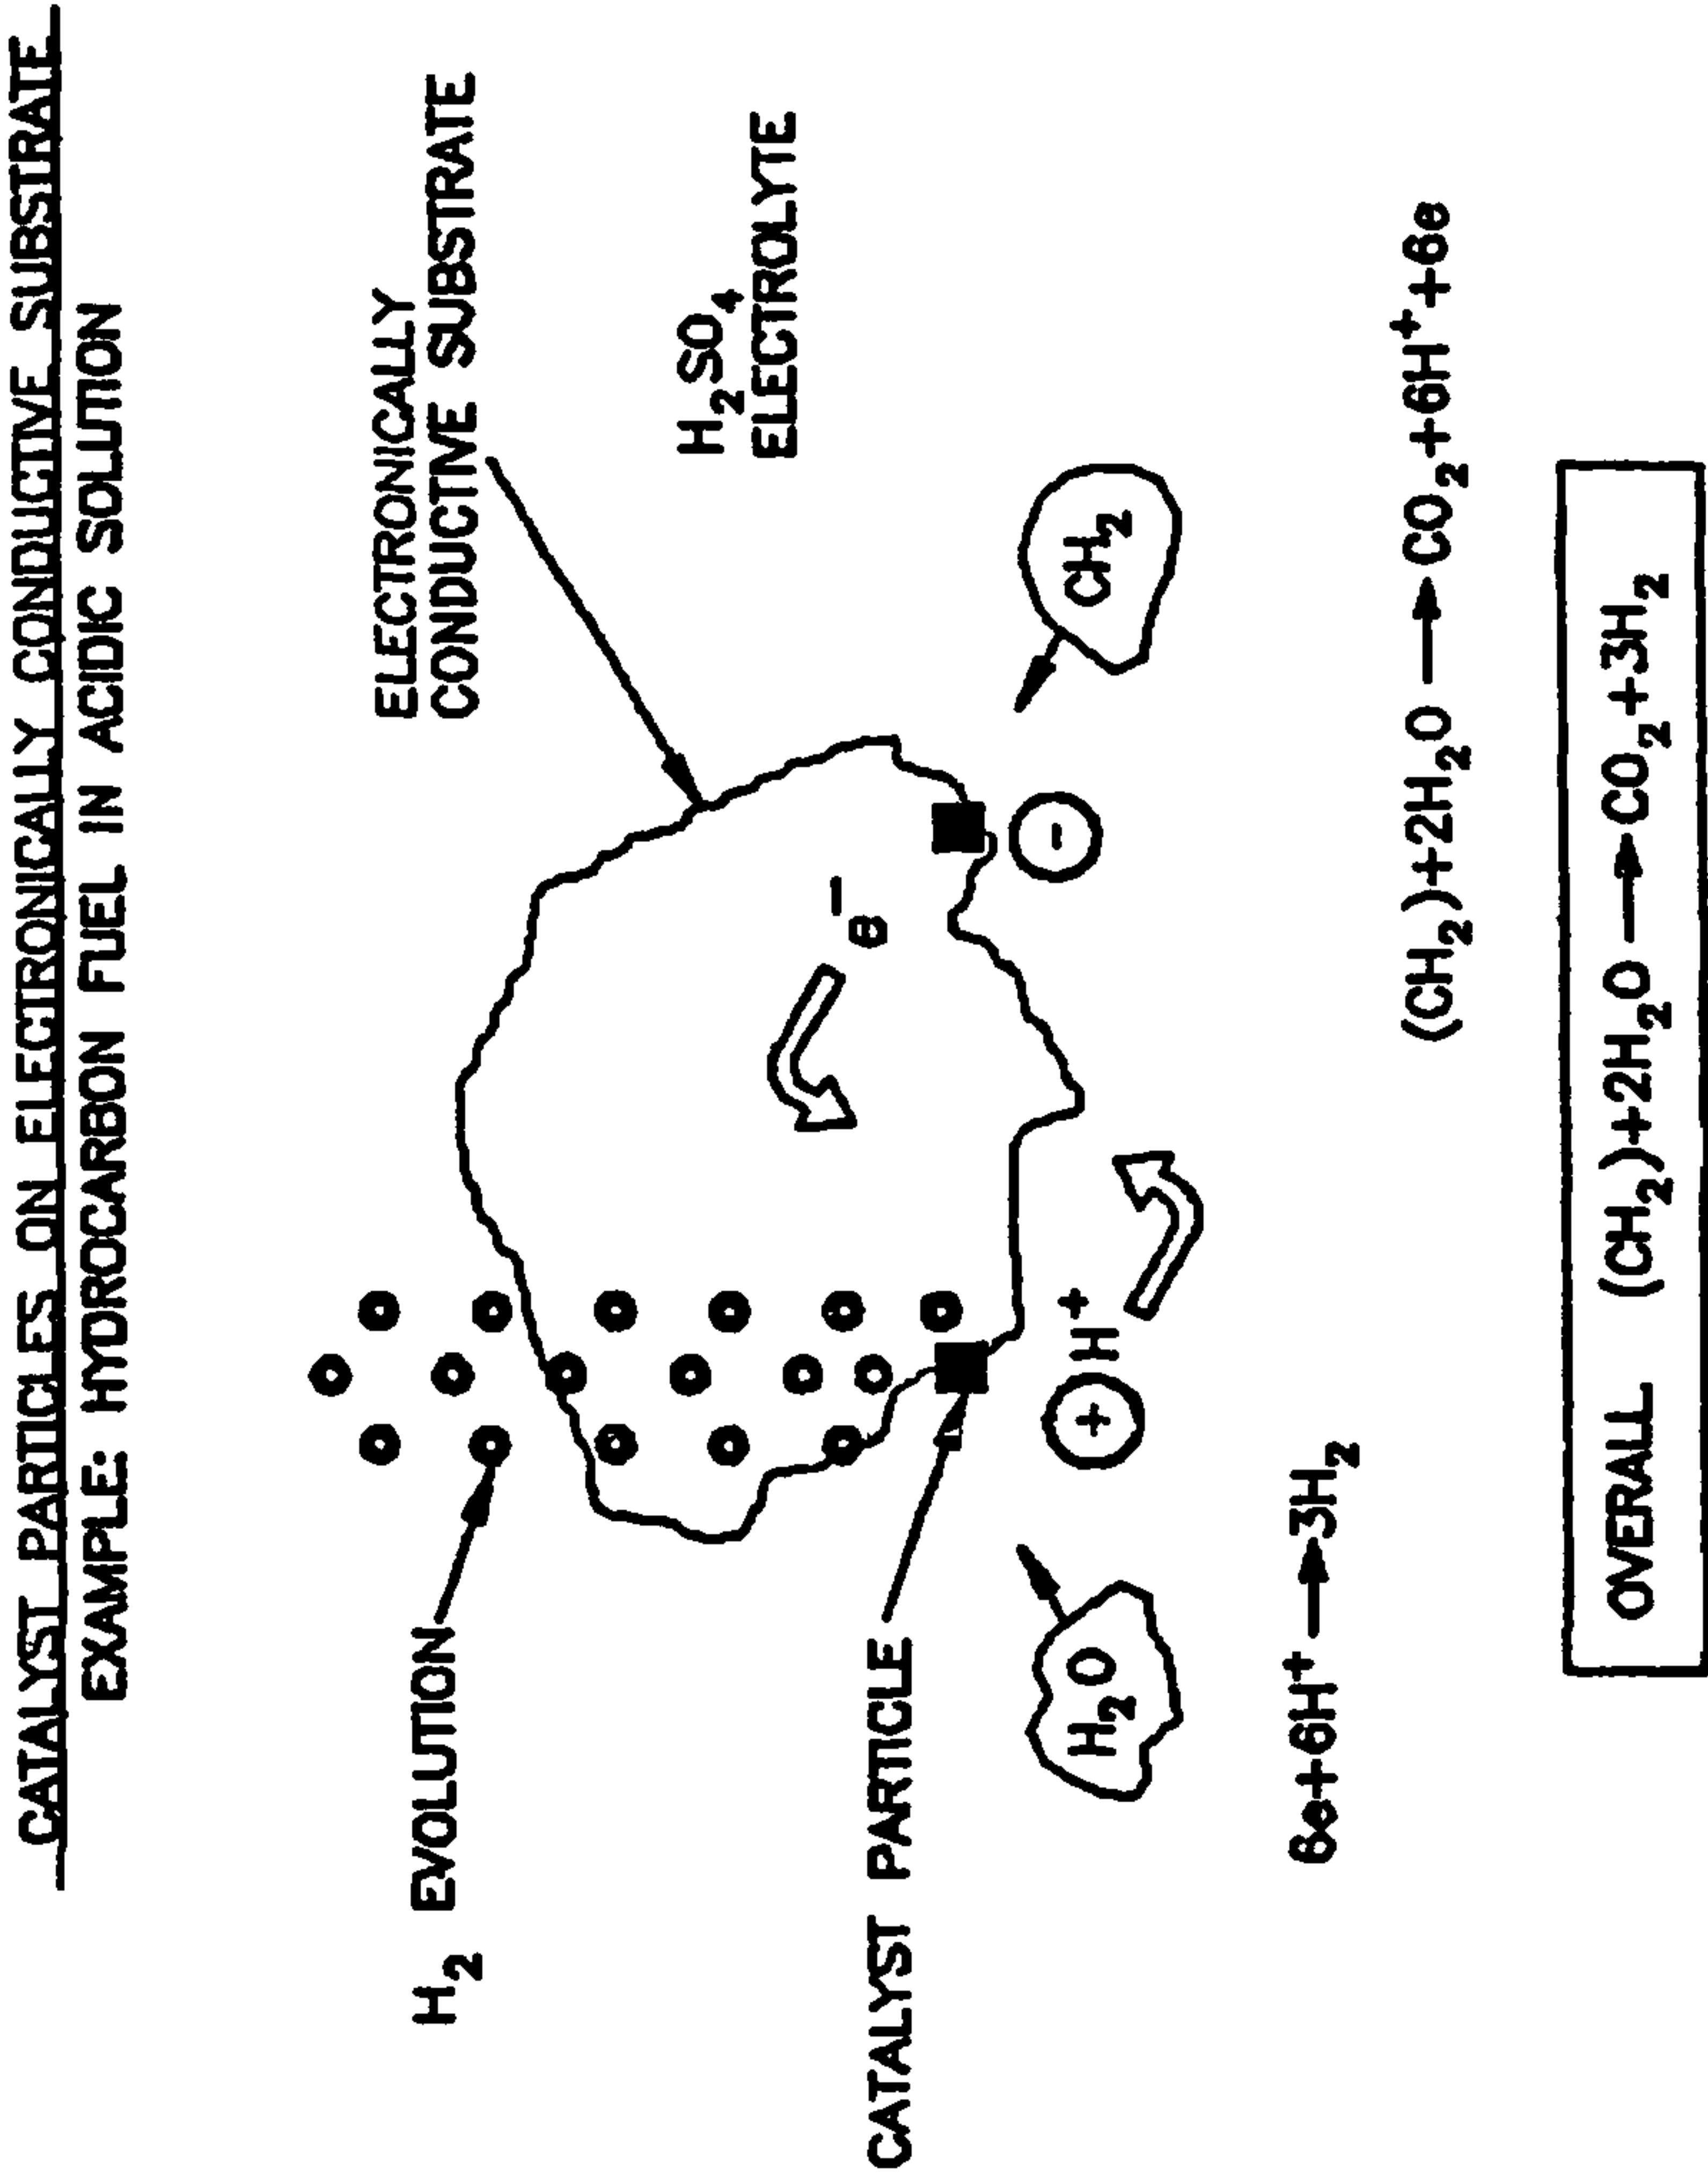 CATALYST PARTICLES ON ELECTRONICALLY CONDUCTIVE SUBSTRATE
EXAMPLE: HYDROCARBON FUEL IN ACIDIC SOLUTION
ELECTRONICALLY
CONDUCTIVE SUBSTRATE
H₂ EVOLUTION
H₂SO₄
ELECTROLYTE
e⁻
CATALYST PARTICLE
−
+
H⁺
H₂O
CH₂
6e+6H⁺ → 3H₂
(CH₂)+2H₂O → CO₂+6H⁺+6e
OVERALL (CH₂)+2H₂O → CO₂+3H₂